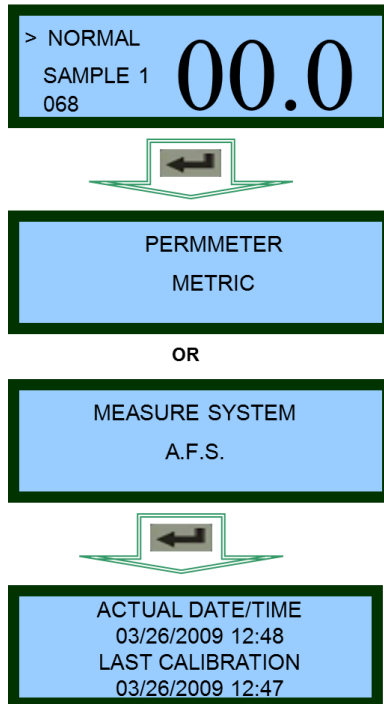 > NORMAL
SAMPLE 1
068
00.0
PERMMETER
METRIC
OR
MEASURE SYSTEM
A.F.S.
ACTUAL DATE/TIME
03/26/2009 12:48
LAST CALIBRATION
03/26/2009 12:47